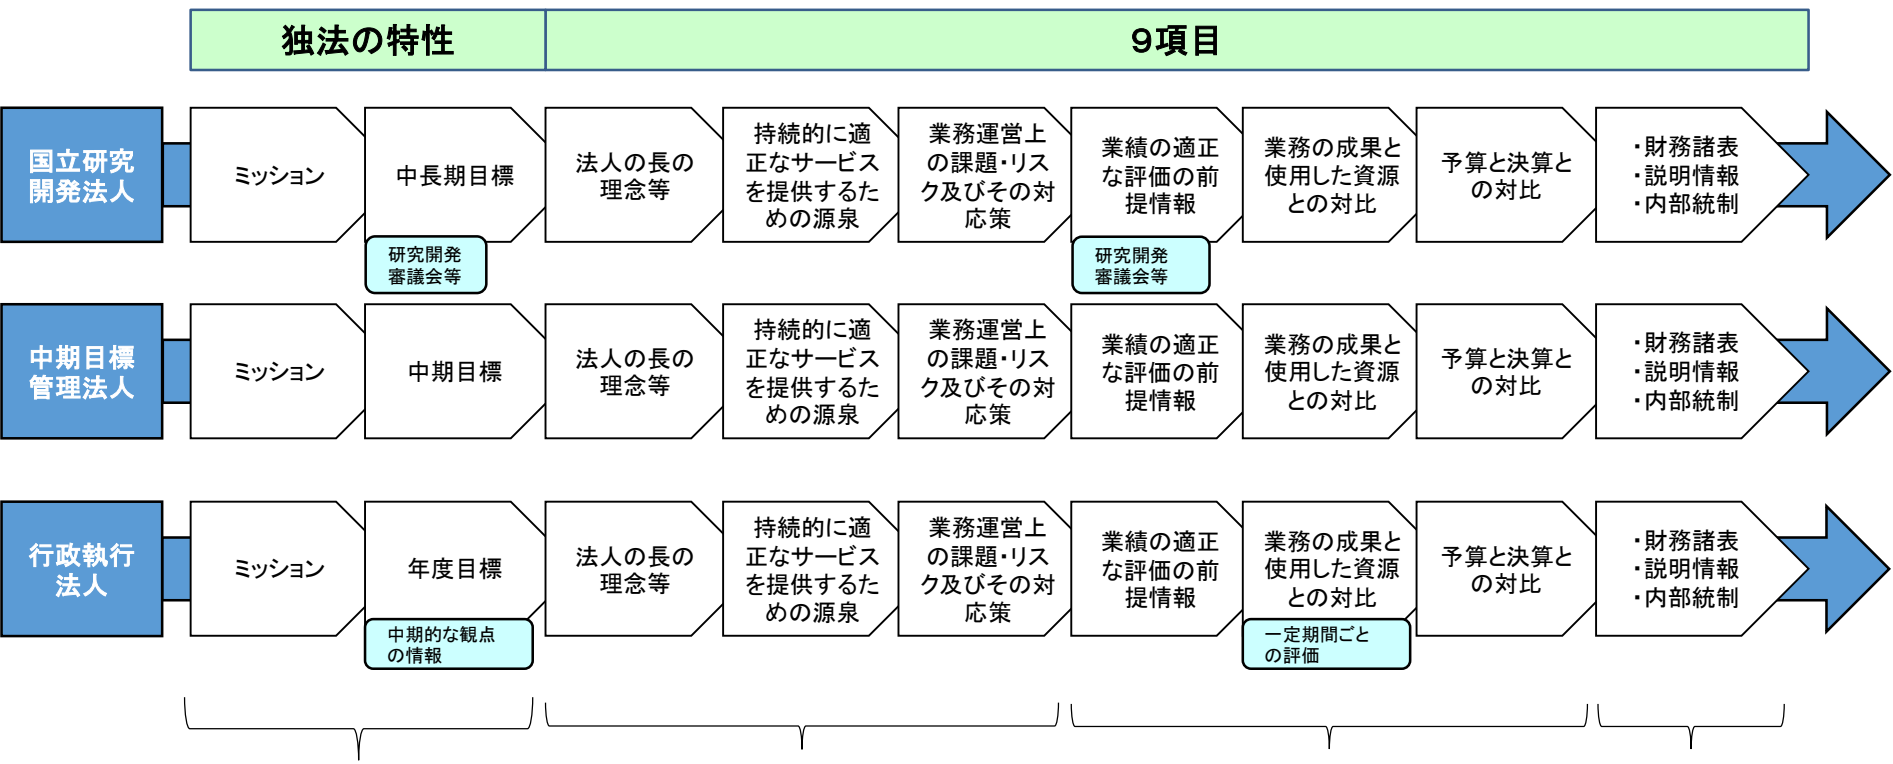 独法の特性
９項目
国立研究
開発法人
ミッション
中長期目標
研究開発
審議会等
法人の長の
理念等
持続的に適
正なサービス
を提供するた
めの源泉
業務運営上
の課題・リス
ク及びその対
応策
業績の適正
な評価の前
提情報
研究開発
審議会等
業務の成果と
使用した資源
との対比
予算と決算と
の対比
・財務諸表
・説明情報
・内部統制
中期目標
管理法人
ミッション
中期目標
法人の長の
理念等
持続的に適
正なサービス
を提供するた
めの源泉
業務運営上
の課題・リス
ク及びその対
応策
業績の適正
な評価の前
提情報
業務の成果と
使用した資源
との対比
予算と決算と
の対比
・財務諸表
・説明情報
・内部統制
行政執行
法人
ミッション
年度目標
中期的な観点
の情報
法人の長の
理念等
持続的に適
正なサービス
を提供するた
めの源泉
業務運営上
の課題・リス
ク及びその対
応策
業績の適正
な評価の前
提情報
業務の成果と
使用した資源
との対比
一定期間ごと
の評価
予算と決算と
の対比
・財務諸表
・説明情報
・内部統制